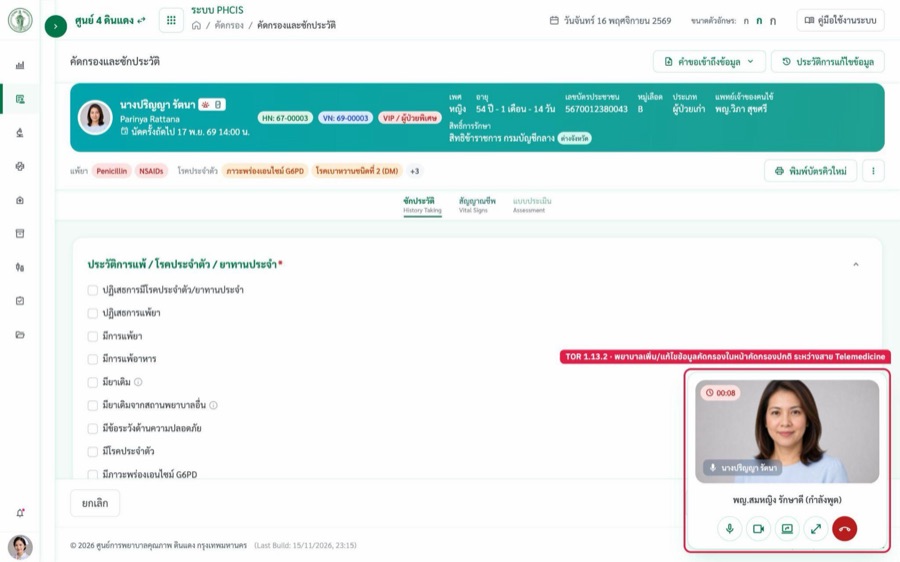 ระบบ PHCIS
ศูนย์ 4 ดินแดง
คัดกรอง / คัดกรองและซักประวัติ
วันจันทร์ 16 พฤศจิกายน 2569
ขนาดตัวอักษร: ก ก ก
คู่มือใช้งานระบบ
คัดกรองและซักประวัติ
คำขอเข้าถึงข้อมูล
ประวัติการแก้ไขข้อมูล
นางปริญญา รัตนา
Parinya Rattana
นัดครั้งถัดไป 17 พ.ย. 69 14:00 น.
HN: 67-00003
VN: 69-00003
VIP / ผู้ป่วยพิเศษ
เพศ อายุ เลขบัตรประชาชน หมู่เลือด ประเภท แพทย์เจ้าของคนไข้
หญิง 54 ปี - 1 เดือน - 14 วัน 5670012380043 B ผู้ป่วยเก่า พญ.วิภา สุขศรี
สิทธิ์การรักษา
สิทธิข้าราชการ กรมบัญชีกลาง ต่างจังหวัด
แพ้ยา Penicillin NSAIDs โรคประจำตัว ภาวะพร่องเอนไซม์ G6PD โรคเบาหวานชนิดที่ 2 (DM) +3
พิมพ์บัตรคิวใหม่
ซักประวัติ สัญญาณชีพ แบบประเมิน
History Taking Vital Signs Assessment
ประวัติการแพ้ / โรคประจำตัว / ยาทานประจำ*
ปฏิเสธการมีโรคประจำตัว/ยาทานประจำ
ปฏิเสธการแพ้ยา
มีการแพ้ยา
มีการแพ้อาหาร
มียาเดิม
มียาเดิมจากสถานพยาบาลอื่น
มีข้อระวังด้านความปลอดภัย
มีโรคประจำตัว
มีภาวะพร่องเอนไซม์ G6PD
TOR 1.13.2 - พยาบาลเพิ่ม/แก้ไขข้อมูลคัดกรองในหน้าคัดกรองปกติ ระหว่างสาย Telemedicine
00:08
นางปริญญา รัตนา
พญ.สมหญิง รักษาดี (กำลังพูด)
ยกเลิก
© 2026 ศูนย์การพยาบาลคุณภาพ ดินแดง กรุงเทพมหานคร (Last Build: 15/11/2026, 23:15)